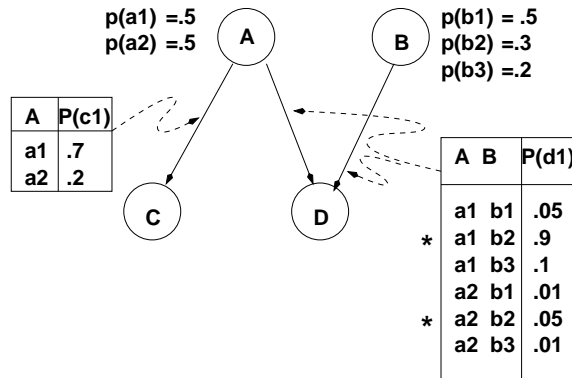 p(a1) =.5
p(a2) =.5
A
B
p(b1) = .5
p(b2) =.3
p(b3) =.2
A P(c1)
a1 .7
a2 .2
C
D
A B P(d1)
a1 b1 .05
* a1 b2 .9
a1 b3 .1
a2 b1 .01
* a2 b2 .05
a2 b3 .01